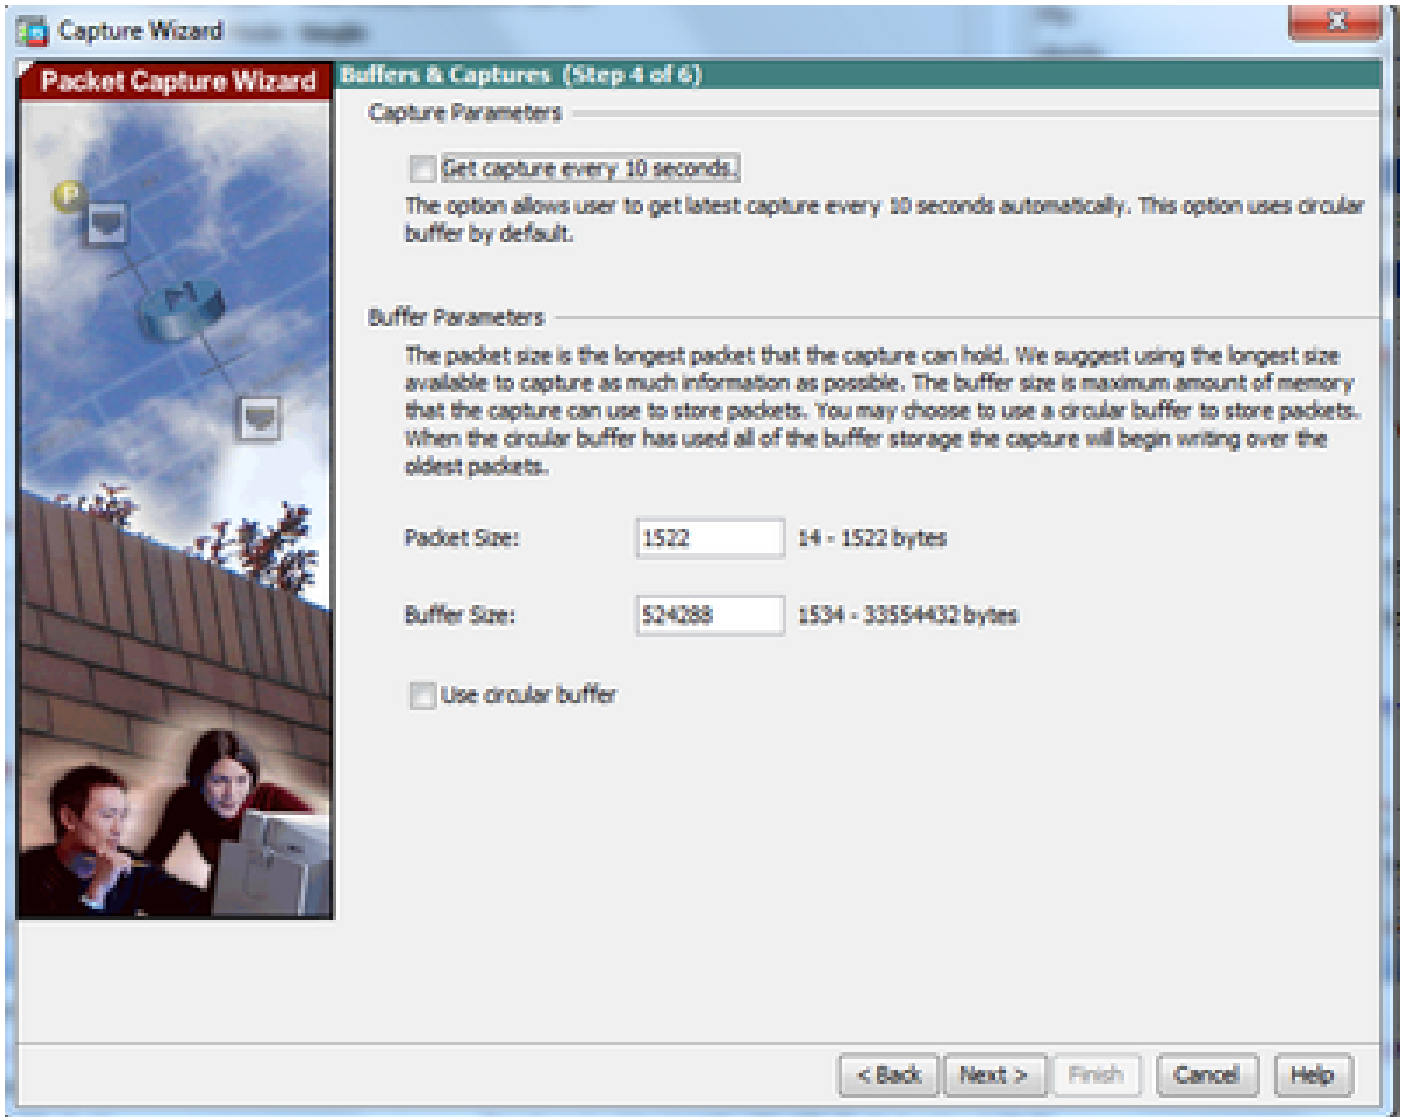 Capture Wizard
Packet Capture Wizard
Buffers & Captures (Step 4 of 6)
Capture Parameters
Get capture every 10 seconds.
The option allows user to get latest capture every 10 seconds automatically. This option uses circular
buffer by default.
Buffer Parameters
The packet size is the longest packet that the capture can hold. We suggest using the longest size
available to capture as much information as possible. The buffer size is maximum amount of memory
that the capture can use to store packets. You may choose to use a circular buffer to store packets.
When the circular buffer has used all of the buffer storage the capture will begin writing over the
oldest packets.
Packet Size: 1522 14 - 1522 bytes
Buffer Size: 524288 1534 - 33554432 bytes
Use circular buffer
< Back Next > Finish Cancel Help